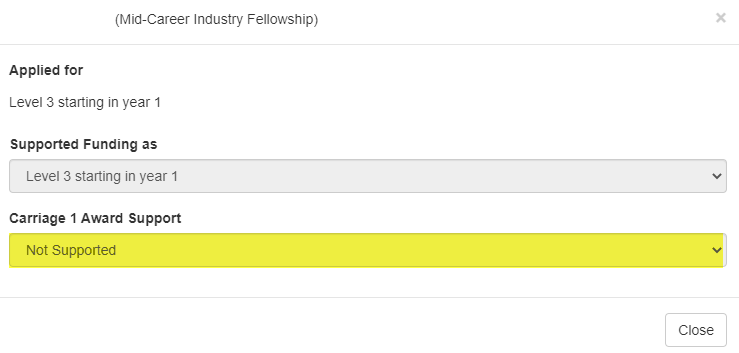 (Mid-Career Industry Fellowship)
×
Applied for
Level 3 starting in year 1
Supported Funding as
Level 3 starting in year 1
Carriage 1 Award Support
Not Supported
Close